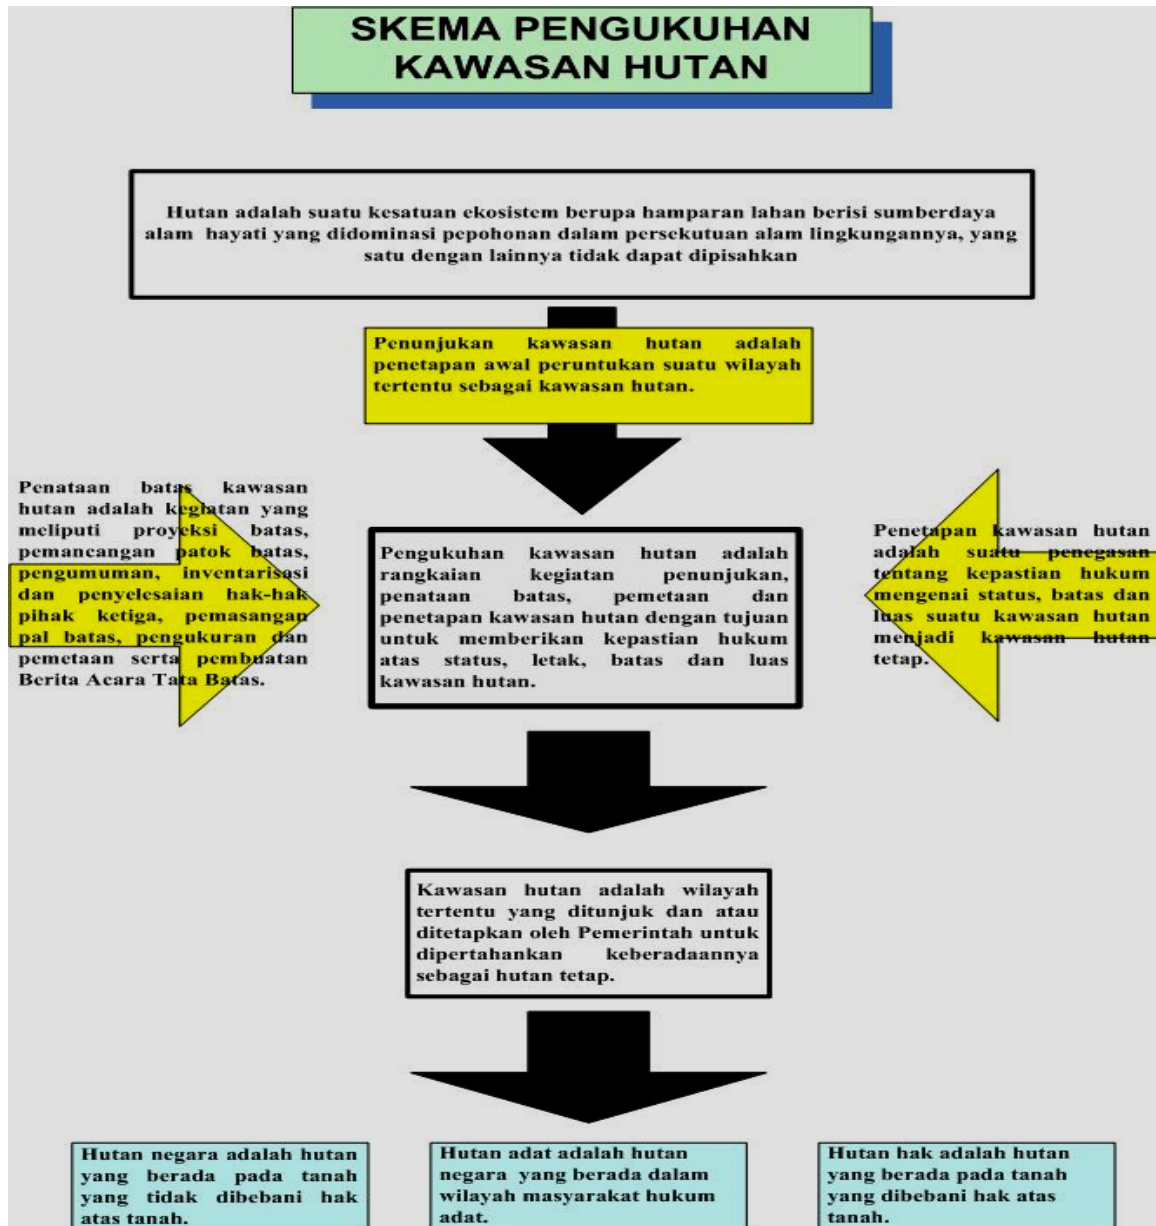 SKEMA PENGUKUHAN
KAWASAN HUTAN
Hutan adalah suatu kesatuan ekosistem berupa hamparan lahan berisi sumberdaya
alam hayati yang didominasi pepohonan dalam persekutuan alam lingkungannya, yang
satu dengan lainnya tidak dapat dipisahkan
Penunjukan kawasan hutan adalah
penetapan awal peruntukan suatu wilayah
tertentu sebagai kawasan hutan.
Penataan batas kawasan
hutan adalah kegiatan yang
meliputi proyeksi batas,
pemancangan patok batas,
pengumuman, inventarisasi
dan penyelesaian hak-hak
pihak ketiga, pemasangan
pal batas, pengukuran dan
pemetaan serta pembuatan
Berita Acara Tata Batas.
Pengukuhan kawasan hutan adalah
rangkaian kegiatan penunjukan,
penataan batas, pemetaan dan
penetapan kawasan hutan dengan tujuan
untuk memberikan kepastian hukum
atas status, letak, batas dan luas
kawasan hutan.
Penetapan kawasan hutan
adalah suatu penegasan
tentang kepastian hukum
mengenai status, batas dan
luas suatu kawasan hutan
menjadi kawasan hutan
tetap.
Kawasan hutan adalah wilayah
tertentu yang ditunjuk dan atau
ditetapkan oleh Pemerintah untuk
dipertahankan keberadaannya
sebagai hutan tetap.
Hutan negara adalah hutan
yang berada pada tanah
yang tidak dibebani hak
atas tanah.
Hutan adat adalah hutan
negara yang berada dalam
wilayah masyarakat hukum
adat.
Hutan hak adalah hutan
yang berada pada tanah
yang dibebani hak atas
tanah.